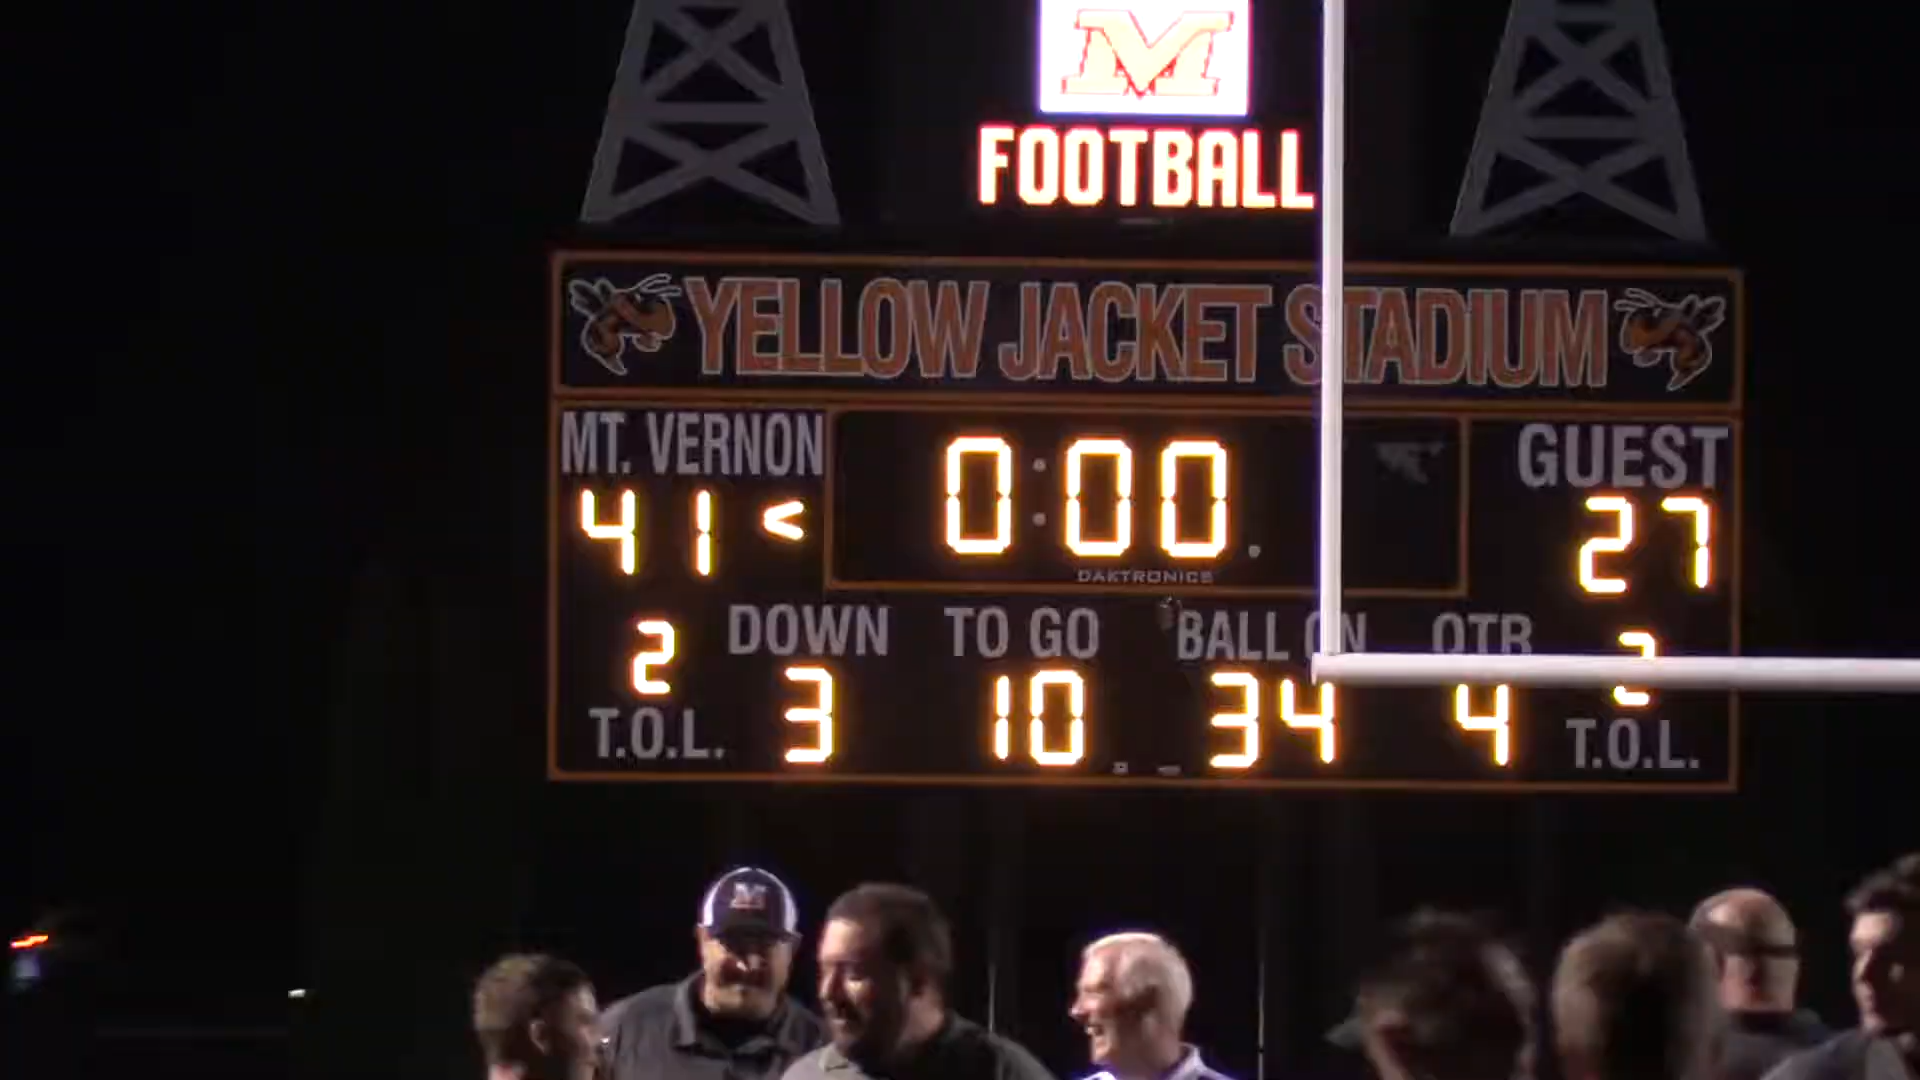 M
FOOTBALL
YELLOW JACKET STADIUM
MT. VERNON
0:00
GUEST
41 <
27
DAKTRONICS
DOWN
TO GO
BALL ON
QTR
2
2
3
10
34
4
T.O.L.
T.O.L.
M